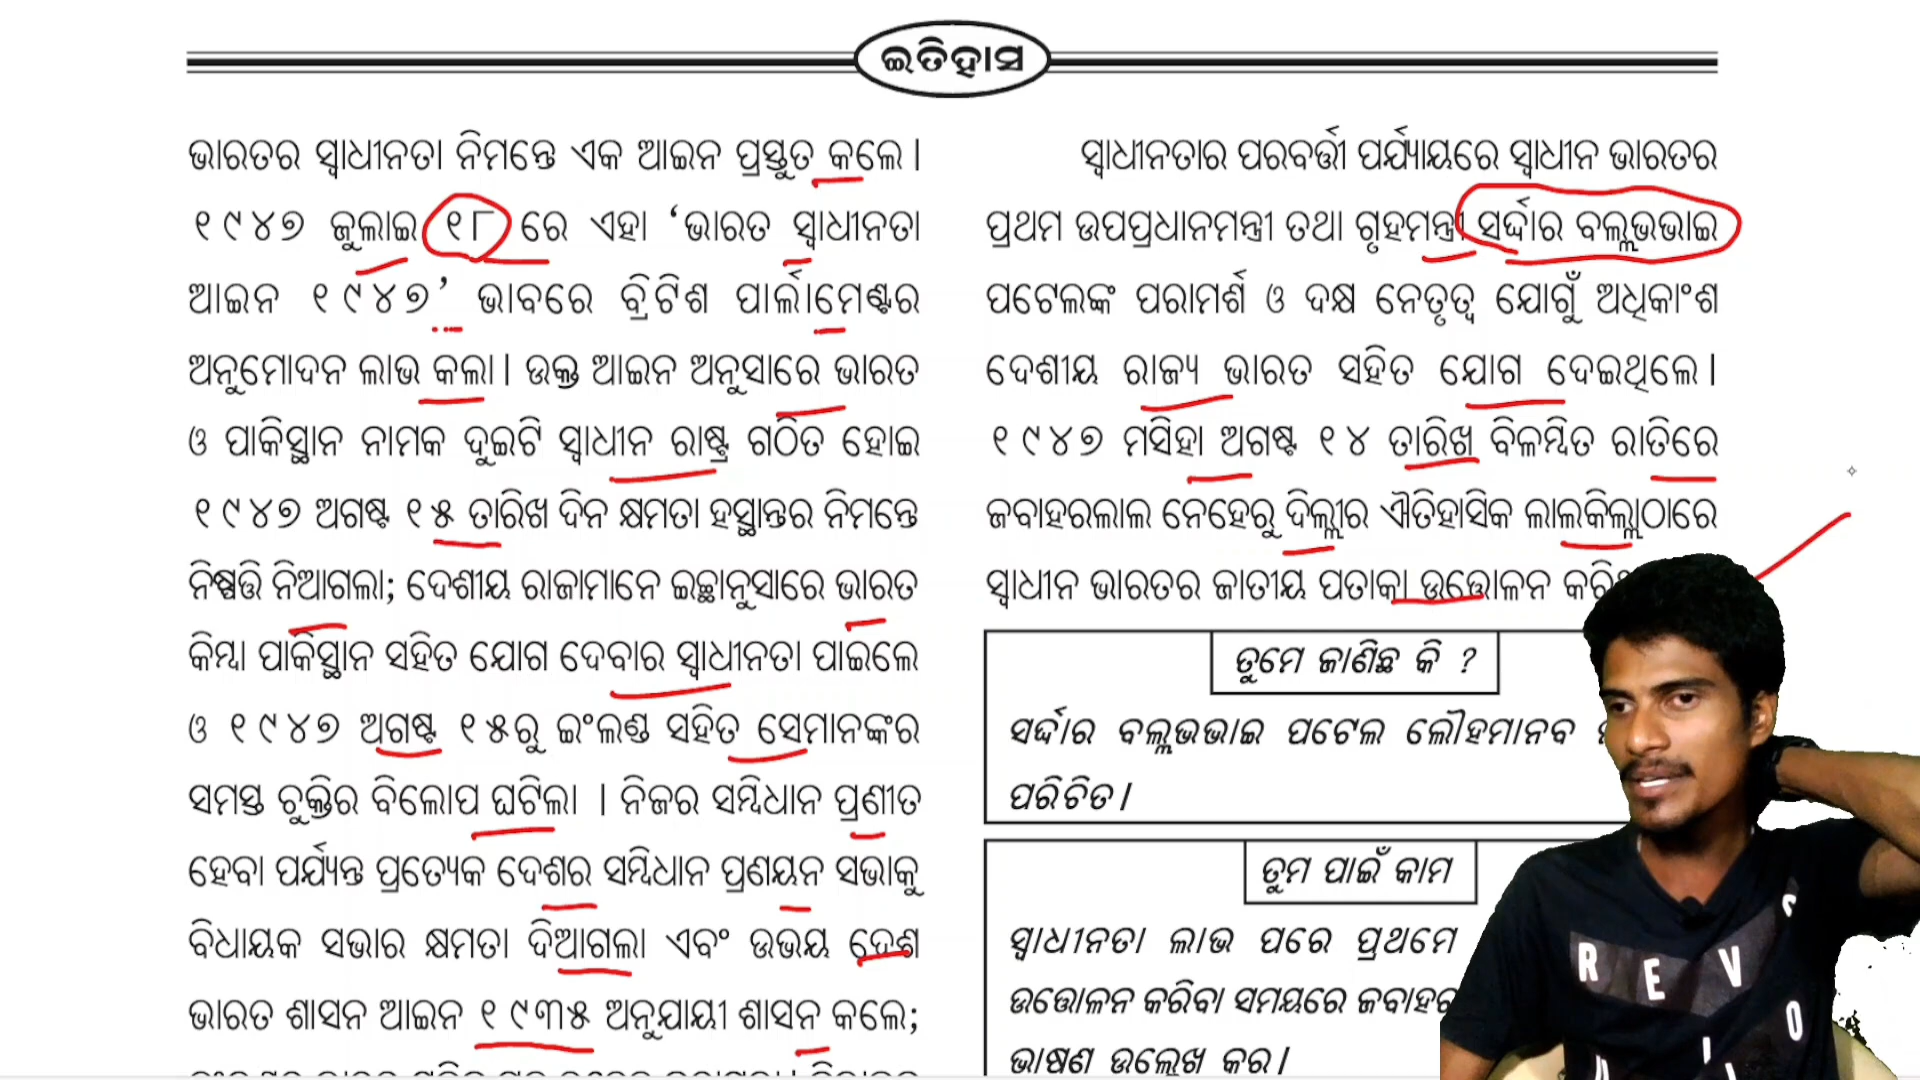 ଇତିହାସ
ଭାରତର ସ୍ୱାଧୀନତା ନିମନ୍ତେ ଏକ ଆଇନ ପ୍ରସ୍ତୁତ କଲେ।
୧୯୪୭ ଜୁଲାଇ ୧୮ ରେ ଏହା ‘ଭାରତ ସ୍ୱାଧୀନତା
ଆଇନ ୧୯୪୭’ ଭାବରେ ବ୍ରିଟିଶ ପାର୍ଲାମେଣ୍ଟର
ଅନୁମୋଦନ ଲାଭ କଲା। ଉକ୍ତ ଆଇନ ଅନୁସାରେ ଭାରତ
ଓ ପାକିସ୍ଥାନ ନାମକ ଦୁଇଟି ସ୍ୱାଧୀନ ରାଷ୍ଟ୍ର ଗଠିତ ହୋଇ
୧୯୪୭ ଅଗଷ୍ଟ ୧୫ ତାରିଖ ଦିନ କ୍ଷମତା ହସ୍ତାନ୍ତର ନିମନ୍ତେ
ନିଷ୍ପତ୍ତି ନିଆଗଲା; ଦେଶୀୟ ରାଜାମାନେ ଇଚ୍ଛାନୁସାରେ ଭାରତ
କିମ୍ବା ପାକିସ୍ଥାନ ସହିତ ଯୋଗ ଦେବାର ସ୍ୱାଧୀନତା ପାଇଲେ
ଓ ୧୯୪୭ ଅଗଷ୍ଟ ୧୫ରୁ ଇଂଲଣ୍ଡ ସହିତ ସେମାନଙ୍କର
ସମସ୍ତ ଚୁକ୍ତିର ବିଲୋପ ଘଟିଲା । ନିଜର ସମ୍ବିଧାନ ପ୍ରଣୀତ
ହେବା ପର୍ଯ୍ୟନ୍ତ ପ୍ରତ୍ୟେକ ଦେଶର ସମ୍ବିଧାନ ପ୍ରଣୟନ ସଭାକୁ
ବିଧାୟକ ସଭାର କ୍ଷମତା ଦିଆଗଲା ଏବଂ ଉଭୟ ଦେଶ
ଭାରତ ଶାସନ ଆଇନ ୧୯୩୫ ଅନୁଯାୟୀ ଶାସନ କଲେ;
ସ୍ୱାଧୀନତାର ପରବର୍ତ୍ତୀ ପର୍ଯ୍ୟାୟରେ ସ୍ୱାଧୀନ ଭାରତର
ପ୍ରଥମ ଉପପ୍ରଧାନମନ୍ତ୍ରୀ ତଥା ଗୃହମନ୍ତ୍ରୀ ସର୍ଦ୍ଦାର ବଲ୍ଲଭଭାଇ
ପଟେଲଙ୍କ ପରାମର୍ଶ ଓ ଦକ୍ଷ ନେତୃତ୍ୱ ଯୋଗୁଁ ଅଧିକାଂଶ
ଦେଶୀୟ ରାଜ୍ୟ ଭାରତ ସହିତ ଯୋଗ ଦେଇଥିଲେ।
୧୯୪୭ ମସିହା ଅଗଷ୍ଟ ୧୪ ତାରିଖ ବିଳମ୍ବିତ ରାତିରେ
ଜବାହରଲାଲ ନେହେରୁ ଦିଲ୍ଲୀର ଐତିହାସିକ ଲାଲକିଲ୍ଲାଠାରେ
ସ୍ୱାଧୀନ ଭାରତର ଜାତୀୟ ପତାକା ଉତ୍ତୋଳନ
ତୁମେ ଜାଣିଛ କି ?
ସର୍ଦ୍ଦାର ବଲ୍ଲଭଭାଇ ପଟେଲ ଲୌହମାନବ
ପରିଚିତ।
ତୁମ ପାଇଁ କାମ
ସ୍ୱାଧୀନତା ଲାଭ ପରେ ପ୍ରଥମେ
ଉତ୍ତୋଳନ କରିବା ସମୟରେ
ଭାଷଣ ଉଲ୍ଲେଖ କର।
REVO